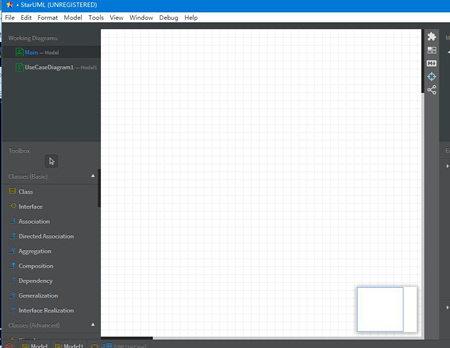 • StarUML (UNREGISTERED)
File Edit Format Model Tools View Window Debug Help
Working Diagrams
Main — Model
UseCaseDiagram1 — Model1
Toolbox
Classes (Basic)
Class
Interface
Association
Directed Association
Aggregation
Composition
Dependency
Generalization
Interface Realization
Classes (Advanced)
Model Model1